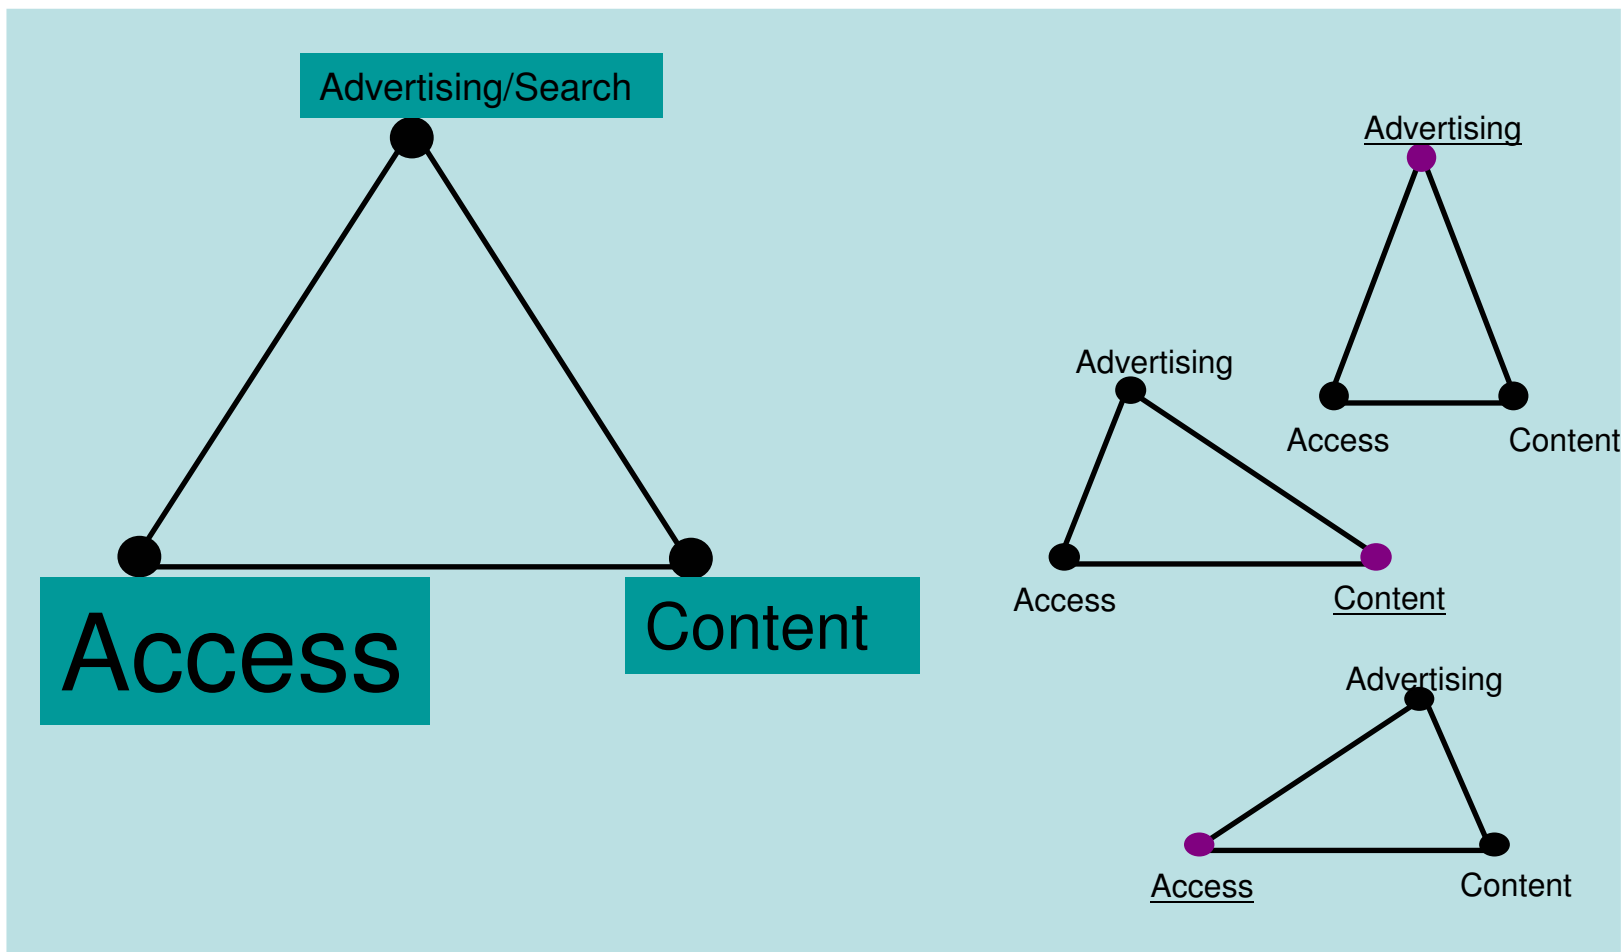 Advertising/Search
Access
Content
Advertising
Access
Content
Advertising
Access
Content
Advertising
Access
Content